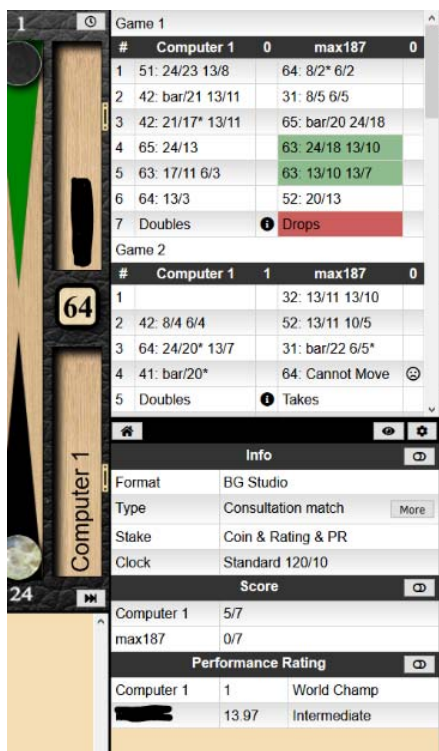 1
Game 1
# Computer 1 0 max187 0
1 51: 24/23 13/8 64: 8/2* 6/2
2 42: bar/21 13/11 31: 8/5 6/5
3 42: 21/17* 13/11 65: bar/20 24/18
4 65: 24/13 63: 24/18 13/10
5 63: 17/11 6/3 63: 13/10 13/7
6 64: 13/3 52: 20/13
7 Doubles Drops
Game 2
# Computer 1 1 max187 0
1 32: 13/11 13/10
2 42: 8/4 6/4 52: 13/11 10/5
3 64: 24/20* 13/7 31: bar/22 6/5*
4 41: bar/20* 64: Cannot Move
5 Doubles Takes
64
Computer 1
24
Info
Format BG Studio
Type Consultation match More
Stake Coin & Rating & PR
Clock Standard 120/10
Score
Computer 1 5/7
max187 0/7
Performance Rating
Computer 1 1 World Champ
13.97 Intermediate